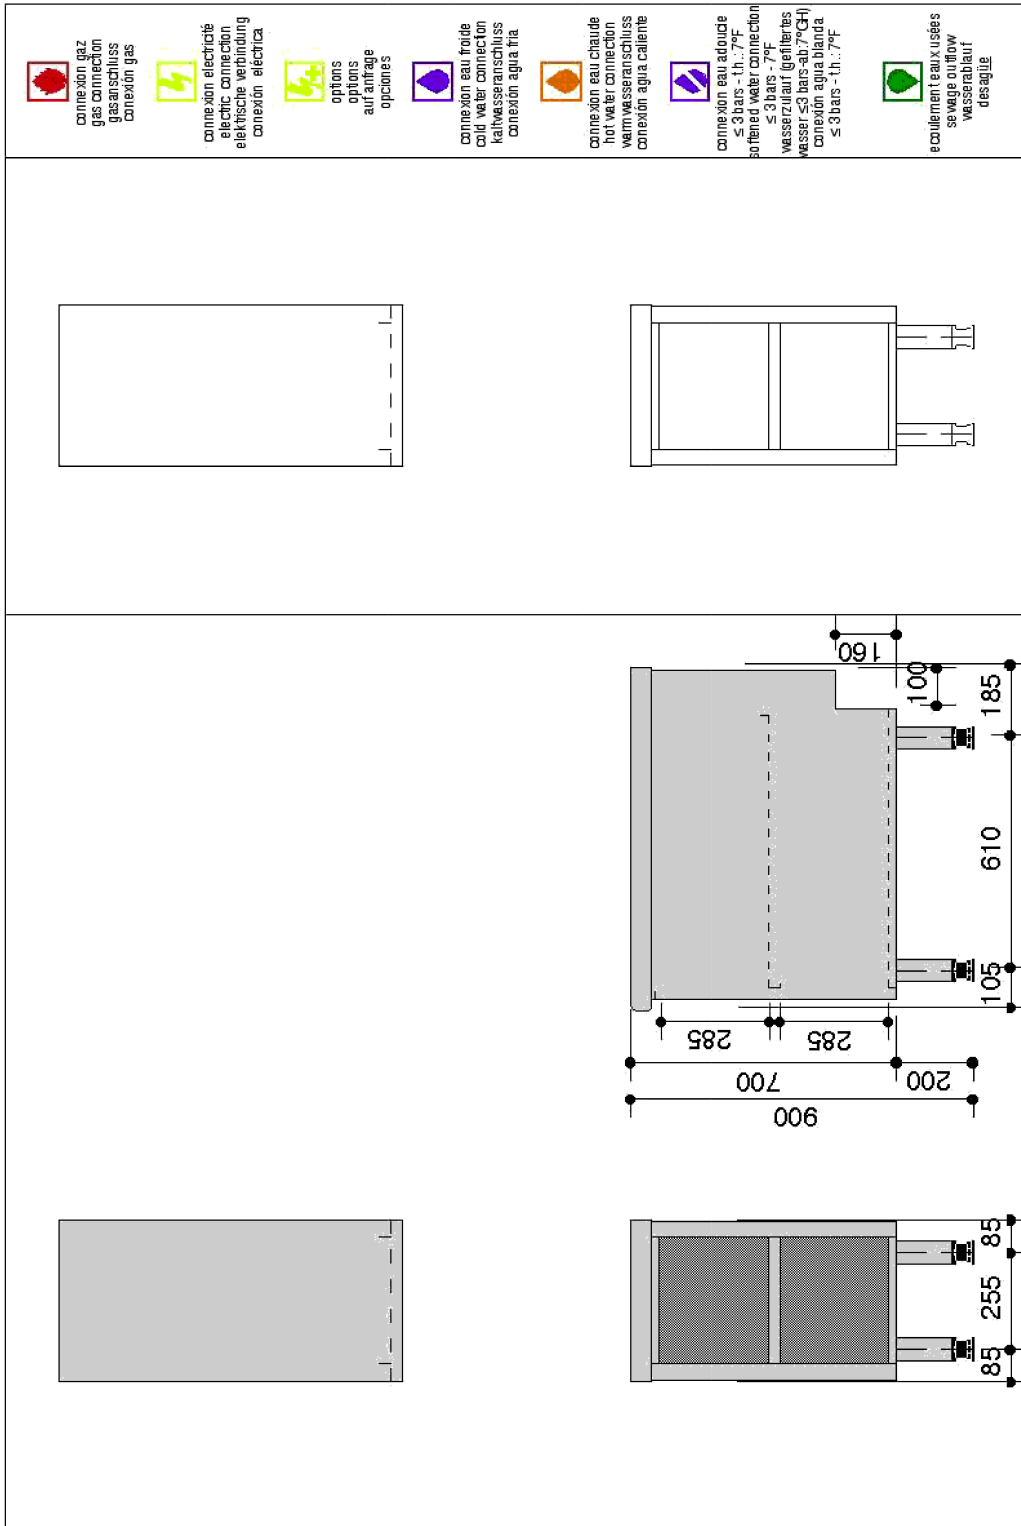 connexion gaz
gas connection
gasanschluss
conexión gas
connexion electricité
electric connection
elektrische verbindung
conexión eléctrica
options
options
auf anfrage
opciones
connexion eau froide
cold water connection
kaltwasseranschluss
conexión agua fria
connexion eau chaude
hot water connection
warmwasseranschluss
conexión agua caliente
connexion eau adoucie
≤ 3 bars - t.h.: 7°F
softened water connection
≤ 3 bars - 7°F
wasserzulauf (gefiltertes
wasser ≤3 bars-ab:7°GH)
conexión agua blanda
≤ 3 bars - t.h.: 7°F
ecoulement eaux usées
sewage outflow
wasserablauf
desagüe
160
100
185
610
105
285
285
700
200
900
85
255
85